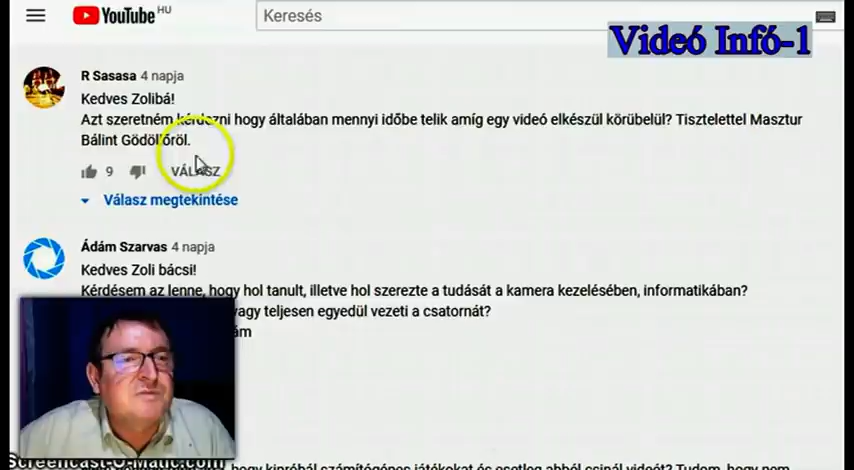 YouTube HU
Keresés
Videó Infó-1
R Sasasa 4 napja
Kedves Zolibá!
Azt szeretném kérdezni hogy általában mennyi időbe telik amíg egy videó elkészül körübelül? Tisztelettel Masztur
Bálint Gödöllőröl.
9 VÁLASZ
Válasz megtekintése
Ádám Szarvas 4 napja
Kedves Zoli bácsi!
Kérdésem az lenne, hogy hol tanult, illetve hol szerezte a tudását a kamera kezelésében, informatikában?
vagy teljesen egyedül vezeti a csatornát?
ám
hogy kipróbál számítógépes játékokat és esetleg abból csinál videót? Tudom, hogy nem
Screencast-O-Matic.com